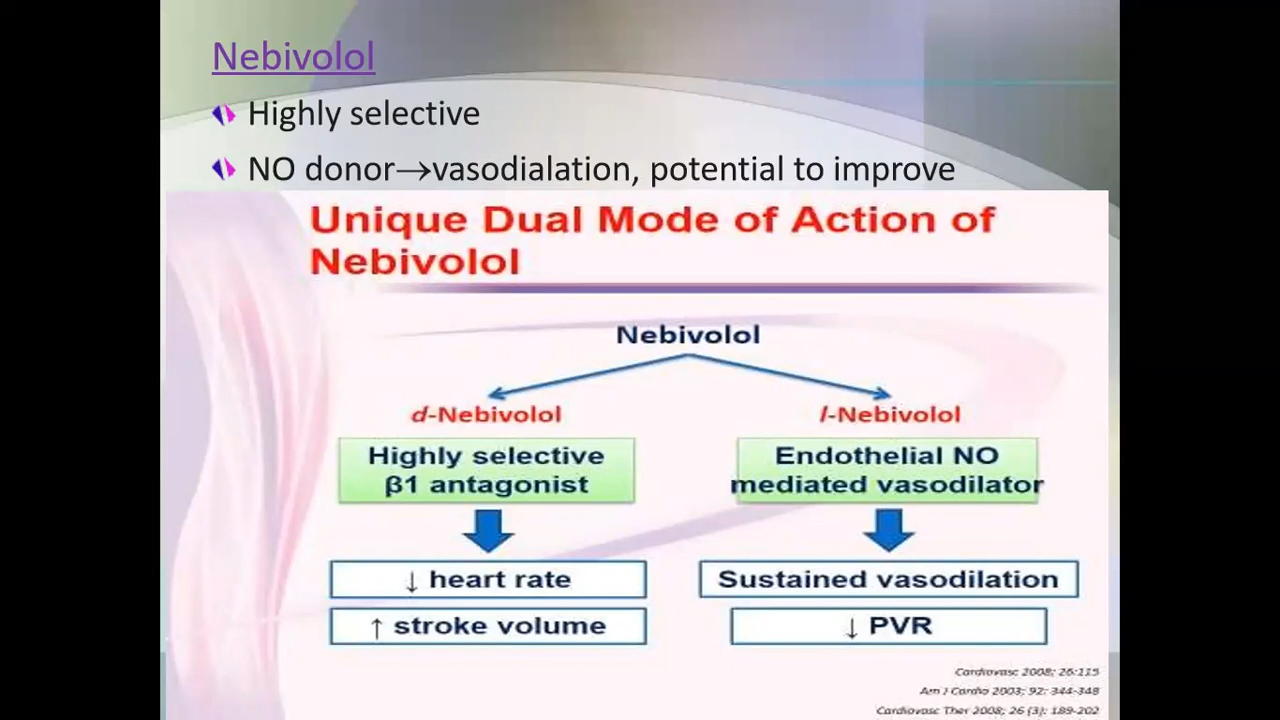 Nebivolol
Highly selective
NO donor→vasodialation, potential to improve
Unique Dual Mode of Action of
Nebivolol
Nebivolol
d-Nebivolol
l-Nebivolol
Highly selective
β1 antagonist
Endothelial NO
mediated vasodilator
↓ heart rate
Sustained vasodilation
↑ stroke volume
↓ PVR
Cardiovasc 2008; 26:115
Am J Cardio 2003; 92: 344-348
Cardiovasc Ther 2008; 26 (3): 189-202